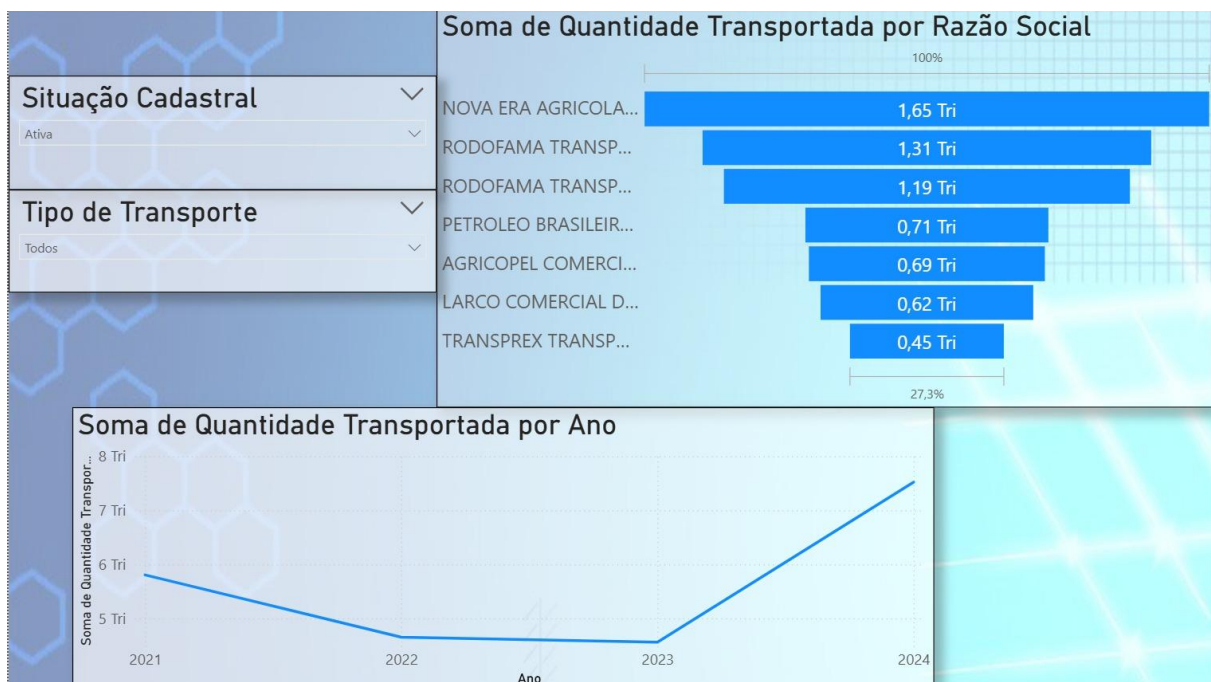 Soma de Quantidade Transportada por Razão Social
100%
Situação Cadastral
Ativa
Tipo de Transporte
Todos
NOVA ERA AGRICOLA... 1,65 Tri
RODOFAMA TRANSP... 1,31 Tri
RODOFAMA TRANSP... 1,19 Tri
PETROLEO BRASILEIR... 0,71 Tri
AGRICOPEL COMERCI... 0,69 Tri
LARCO COMERCIAL D... 0,62 Tri
TRANSPREX TRANSP... 0,45 Tri
27,3%
Soma de Quantidade Transportada por Ano
Soma de Quantidade Transpor...
8 Tri
7 Tri
6 Tri
5 Tri
2021 2022 2023 2024
Ano